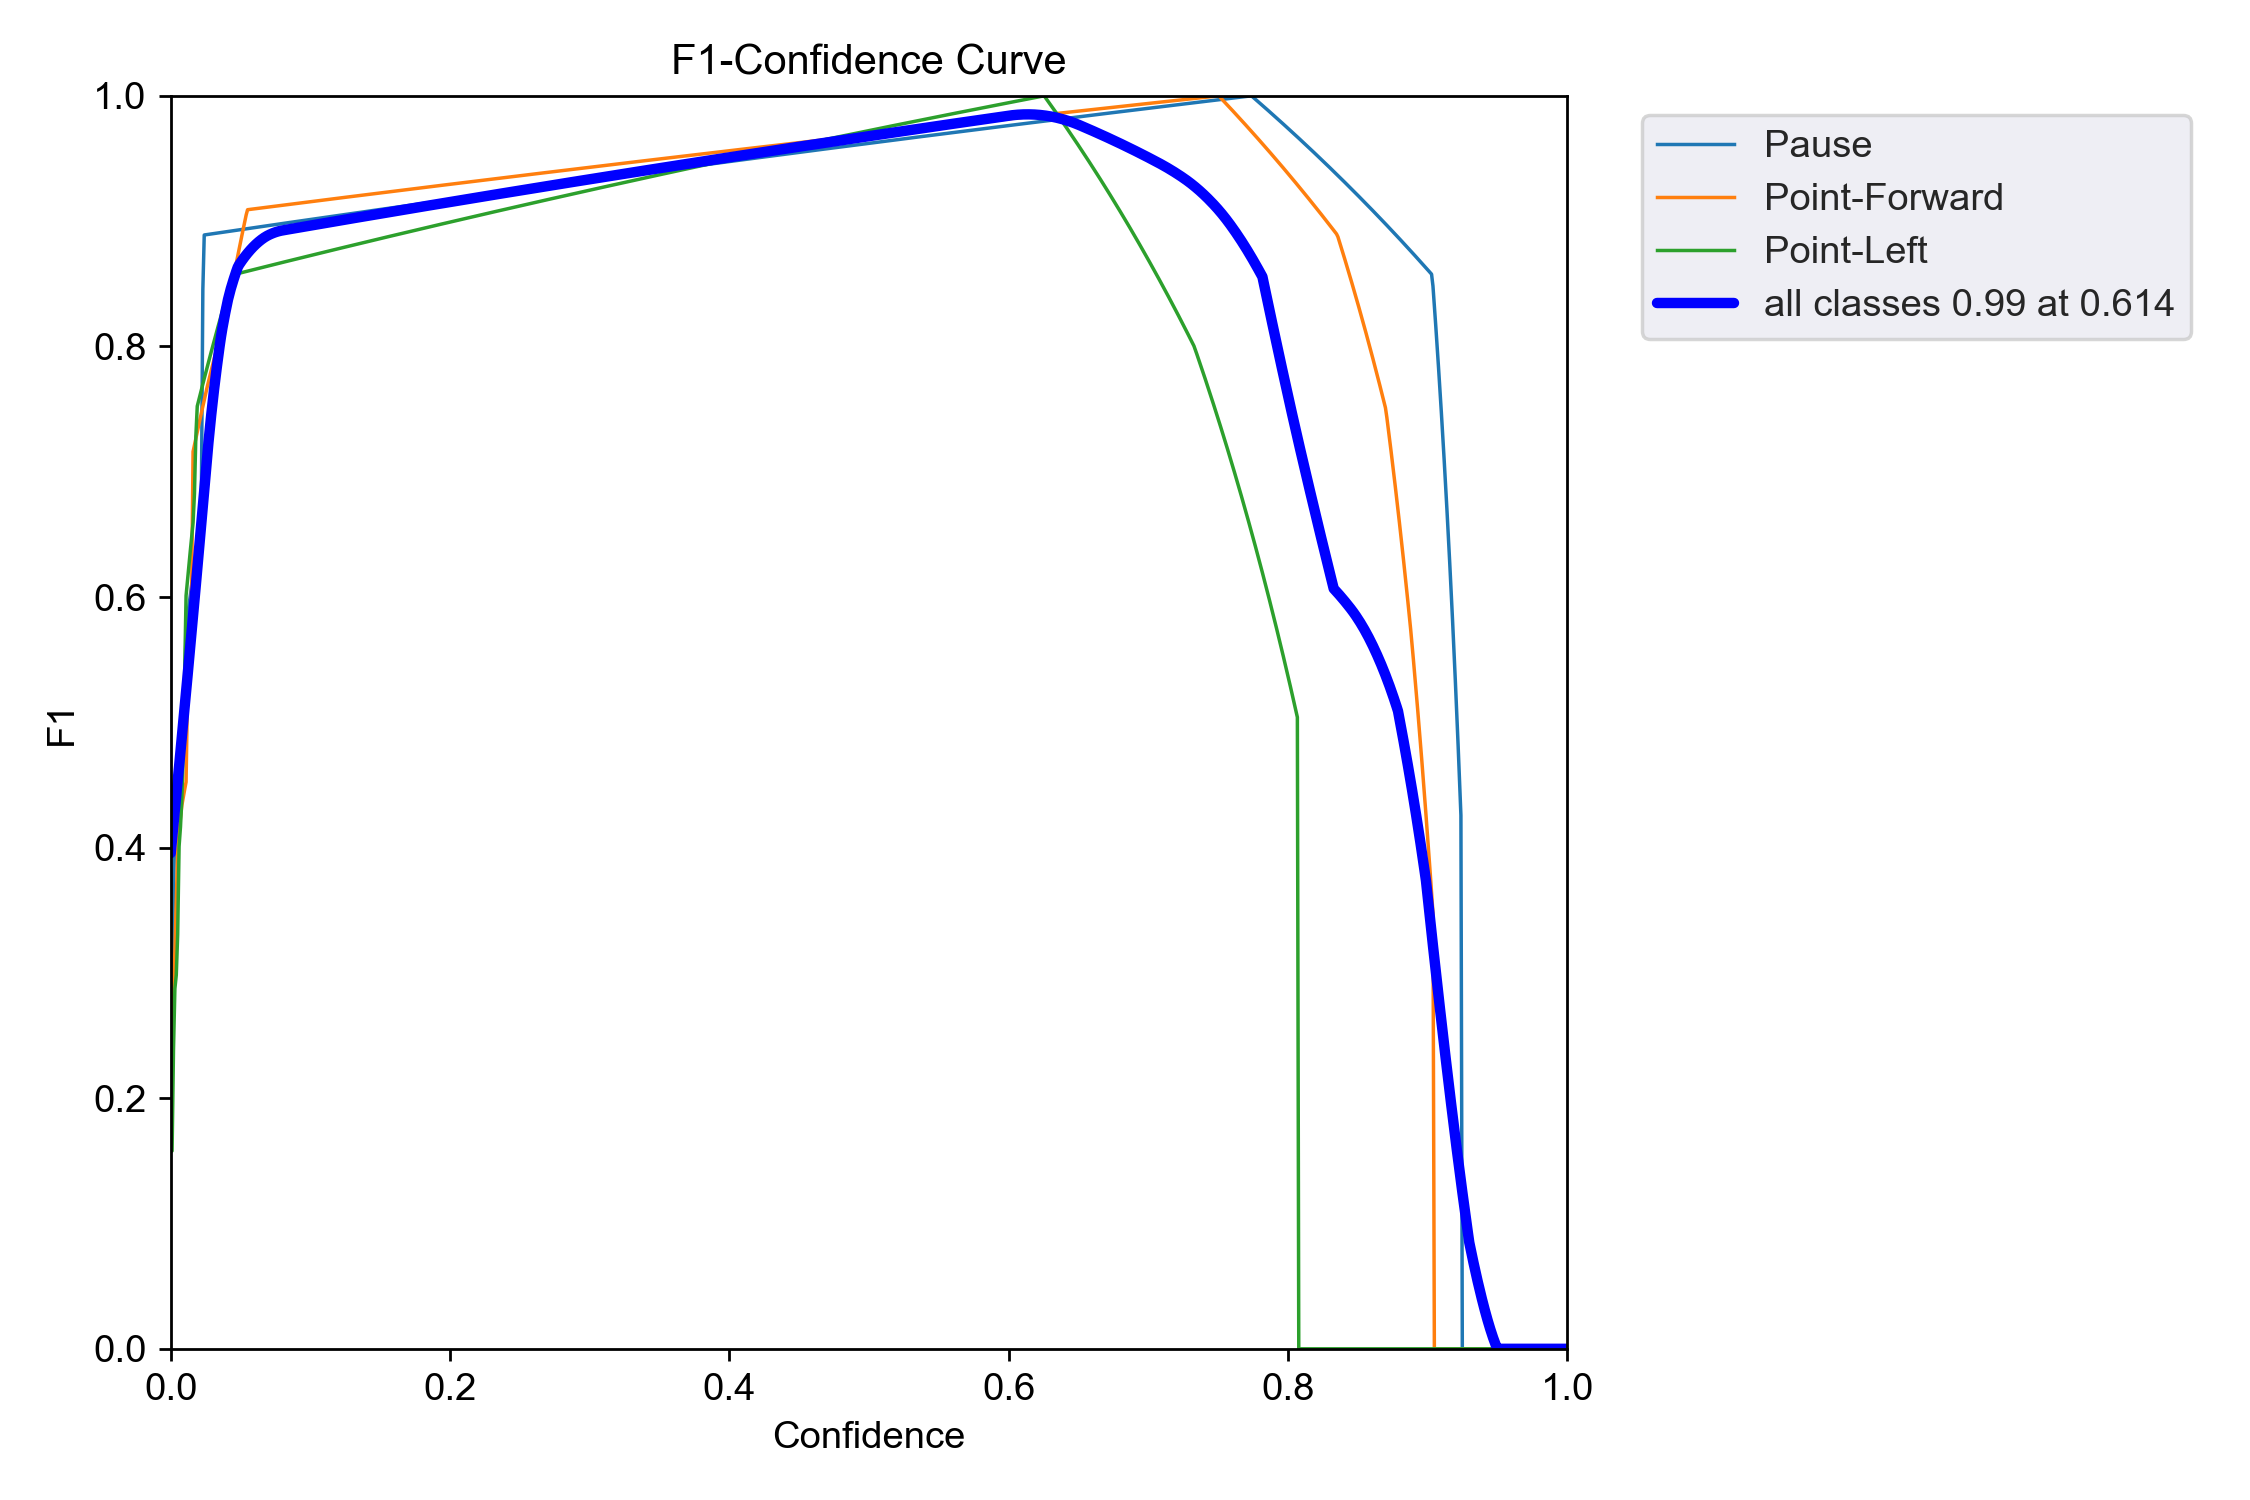 F1-Confidence Curve
1.0
0.8
0.6
0.4
0.2
0.0
F1
0.0 0.2 0.4 0.6 0.8 1.0
Confidence
Pause
Point-Forward
Point-Left
all classes 0.99 at 0.614